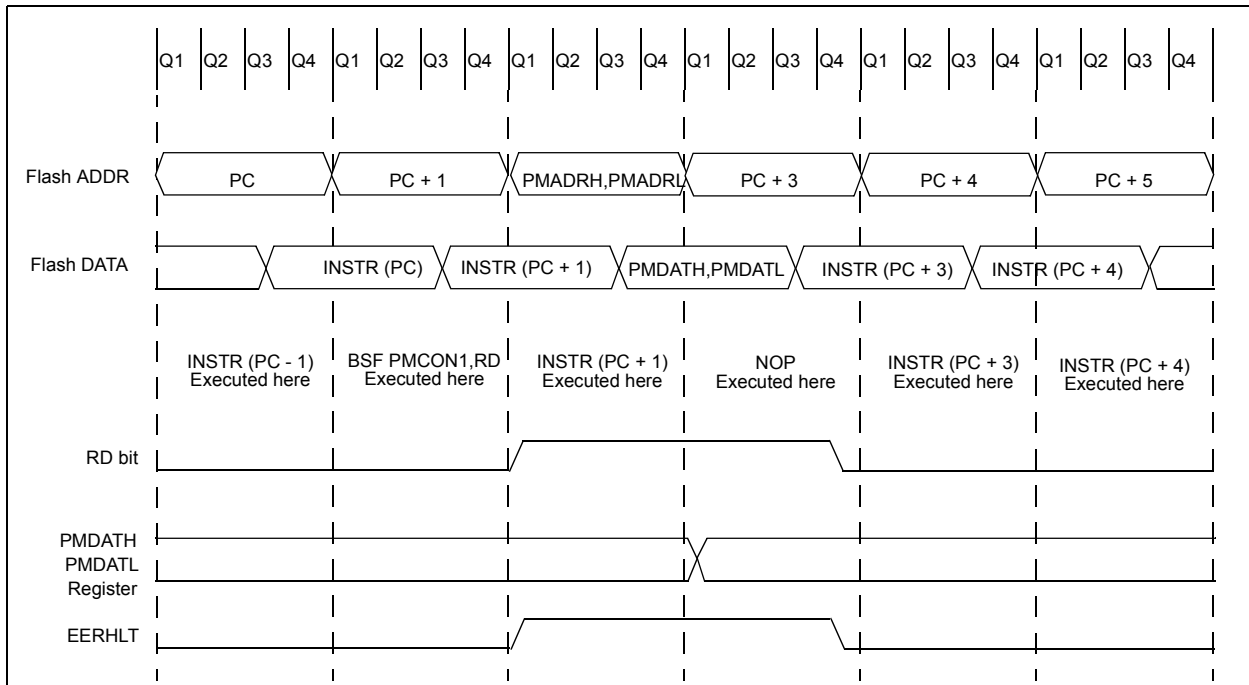 Q1 Q2 Q3 Q4 Q1 Q2 Q3 Q4 Q1 Q2 Q3 Q4 Q1 Q2 Q3 Q4 Q1 Q2 Q3 Q4 Q1 Q2 Q3 Q4
Flash ADDR PC PC + 1 PMADRH,PMADRL PC + 3 PC + 4 PC + 5
Flash DATA INSTR (PC) INSTR (PC + 1) PMDATH,PMDATL INSTR (PC + 3) INSTR (PC + 4)
INSTR (PC - 1) BSF PMCON1,RD INSTR (PC + 1) NOP INSTR (PC + 3) INSTR (PC + 4)
Executed here Executed here Executed here Executed here Executed here Executed here
RD bit
PMDATH
PMDATL
Register
EERHLT